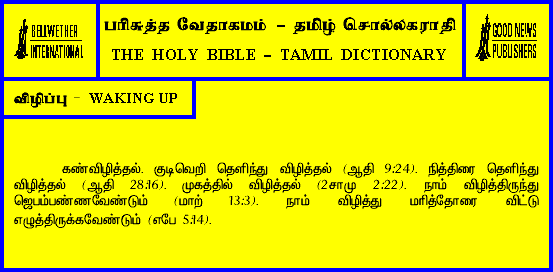 BELLWETHER
INTERNATIONAL
பரிசுத்த வேதாகமம் - தமிழ் சொல்லகராதி
THE HOLY BIBLE - TAMIL DICTIONARY
GOOD NEWS
PUBLISHERS
விழிப்பு - WAKING UP
கண்விழித்தல். குடிவெறி தெளிந்து விழித்தல் (ஆதி 9:24). நித்திரை தெளிந்து
விழித்தல் (ஆதி 28:16). முகத்தில் விழித்தல் (2சாமு 2:22). நாம் விழித்திருந்து
ஜெபம்பண்ணவேண்டும் (மாற் 13:3). நாம் விழித்து மரித்தோரை விட்டு
எழுத்திருக்கவேண்டும் (எபே 5:14).